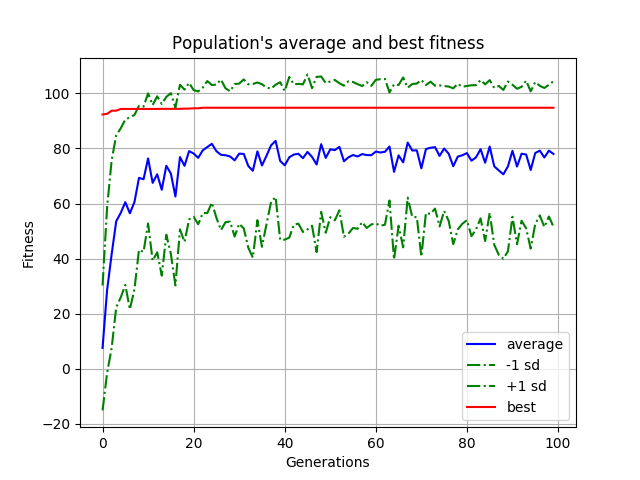 Population's average and best fitness
Fitness
100
80
60
40
20
0
−20
0 20 40 60 80 100
Generations
average
-1 sd
+1 sd
best